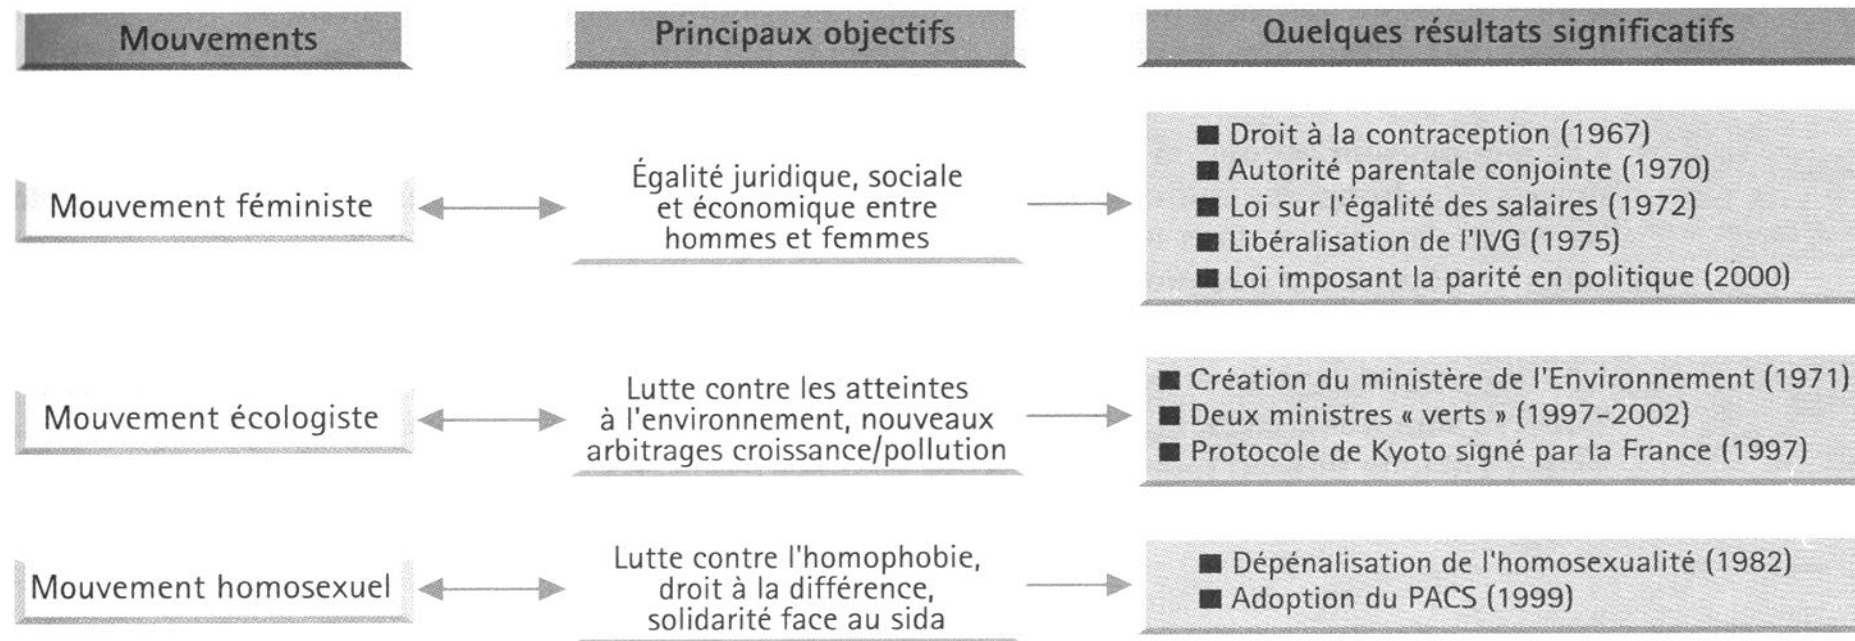 Mouvements
Principaux objectifs
Quelques résultats significatifs
Mouvement féministe
Égalité juridique, sociale
et économique entre
hommes et femmes
■ Droit à la contraception (1967)
■ Autorité parentale conjointe (1970)
■ Loi sur l'égalité des salaires (1972)
■ Libéralisation de l'IVG (1975)
■ Loi imposant la parité en politique (2000)
Mouvement écologiste
Lutte contre les atteintes
à l'environnement, nouveaux
arbitrages croissance/pollution
■ Création du ministère de l'Environnement (1971)
■ Deux ministres « verts » (1997-2002)
■ Protocole de Kyoto signé par la France (1997)
Mouvement homosexuel
Lutte contre l'homophobie,
droit à la différence,
solidarité face au sida
■ Dépénalisation de l'homosexualité (1982)
■ Adoption du PACS (1999)